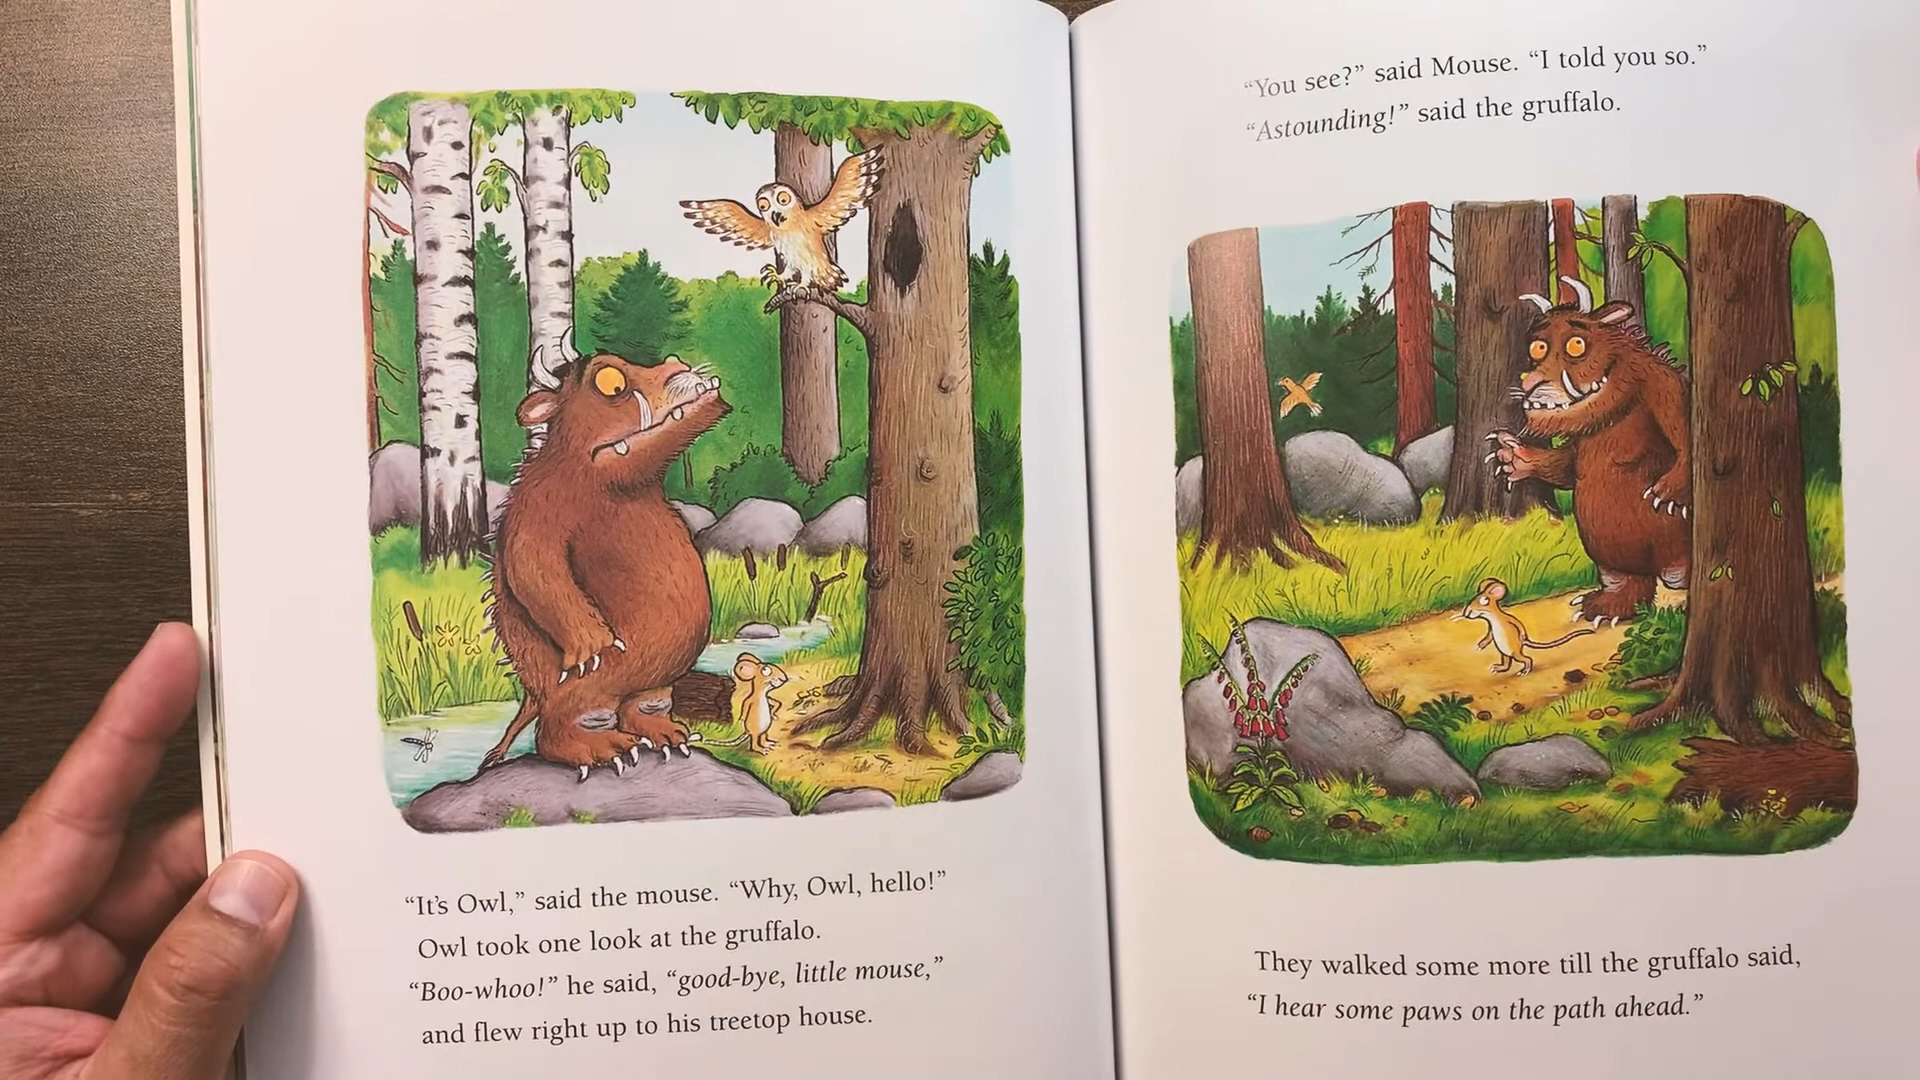 “It’s Owl,” said the mouse. “Why, Owl, hello!”
Owl took one look at the gruffalo.
“Boo-whoo!” he said, “good-bye, little mouse,”
and flew right up to his treetop house.
“You see?” said Mouse. “I told you so.”
“Astounding!” said the gruffalo.
They walked some more till the gruffalo said,
“I hear some paws on the path ahead.”